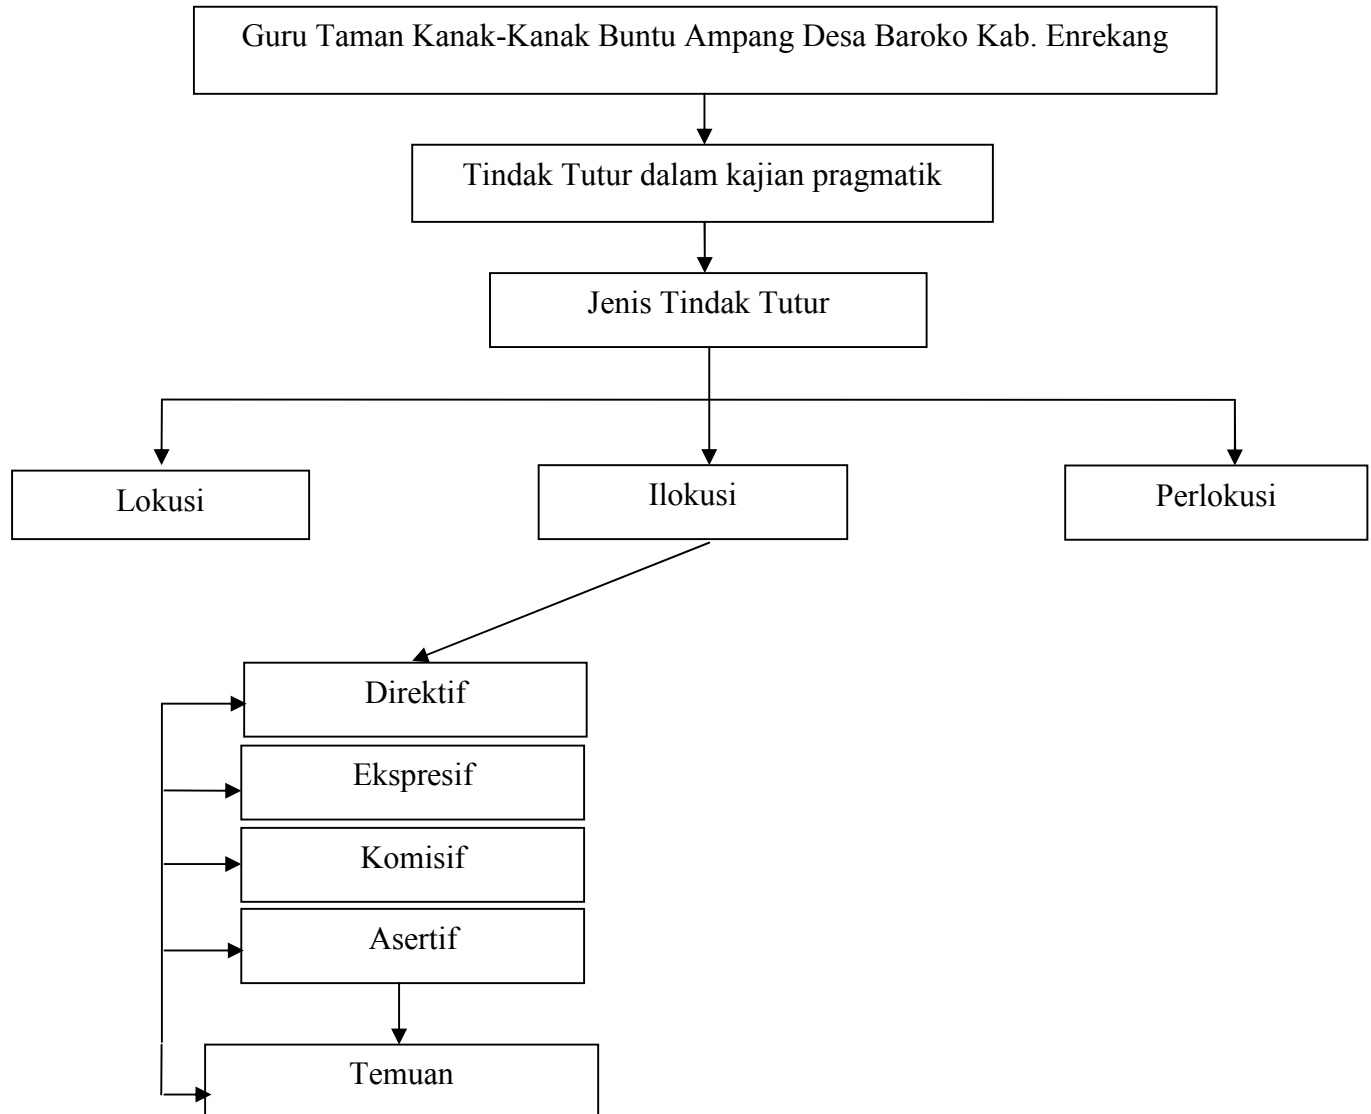 Guru Taman Kanak-Kanak Buntu Ampang Desa Baroko Kab. Enrekang
Tindak Tutur dalam kajian pragmatik
Jenis Tindak Tutur
Lokusi
Ilokusi
Perlokusi
Direktif
Ekspresif
Komisif
Asertif
Temuan